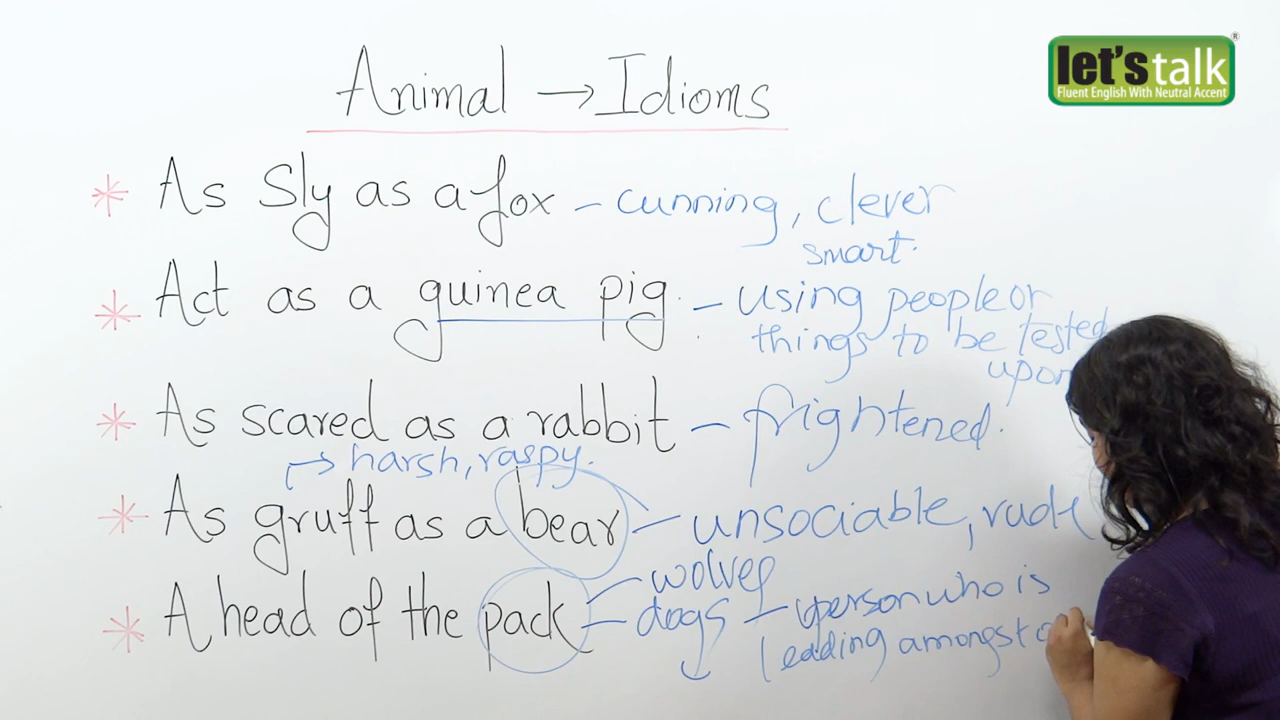 Animal → Idioms
let's talk ®
Fluent English With Neutral Accent
* As Sly as a fox - cunning, clever
smart.
* Act as a guinea pig. - using people or
things to be tested
upon
* As scared as a rabbit - frightened.
→ harsh, raspy.
* As gruff as a bear - unsociable, rude
wolves
* Ahead of the pack - dogs - person who is
leading amongst